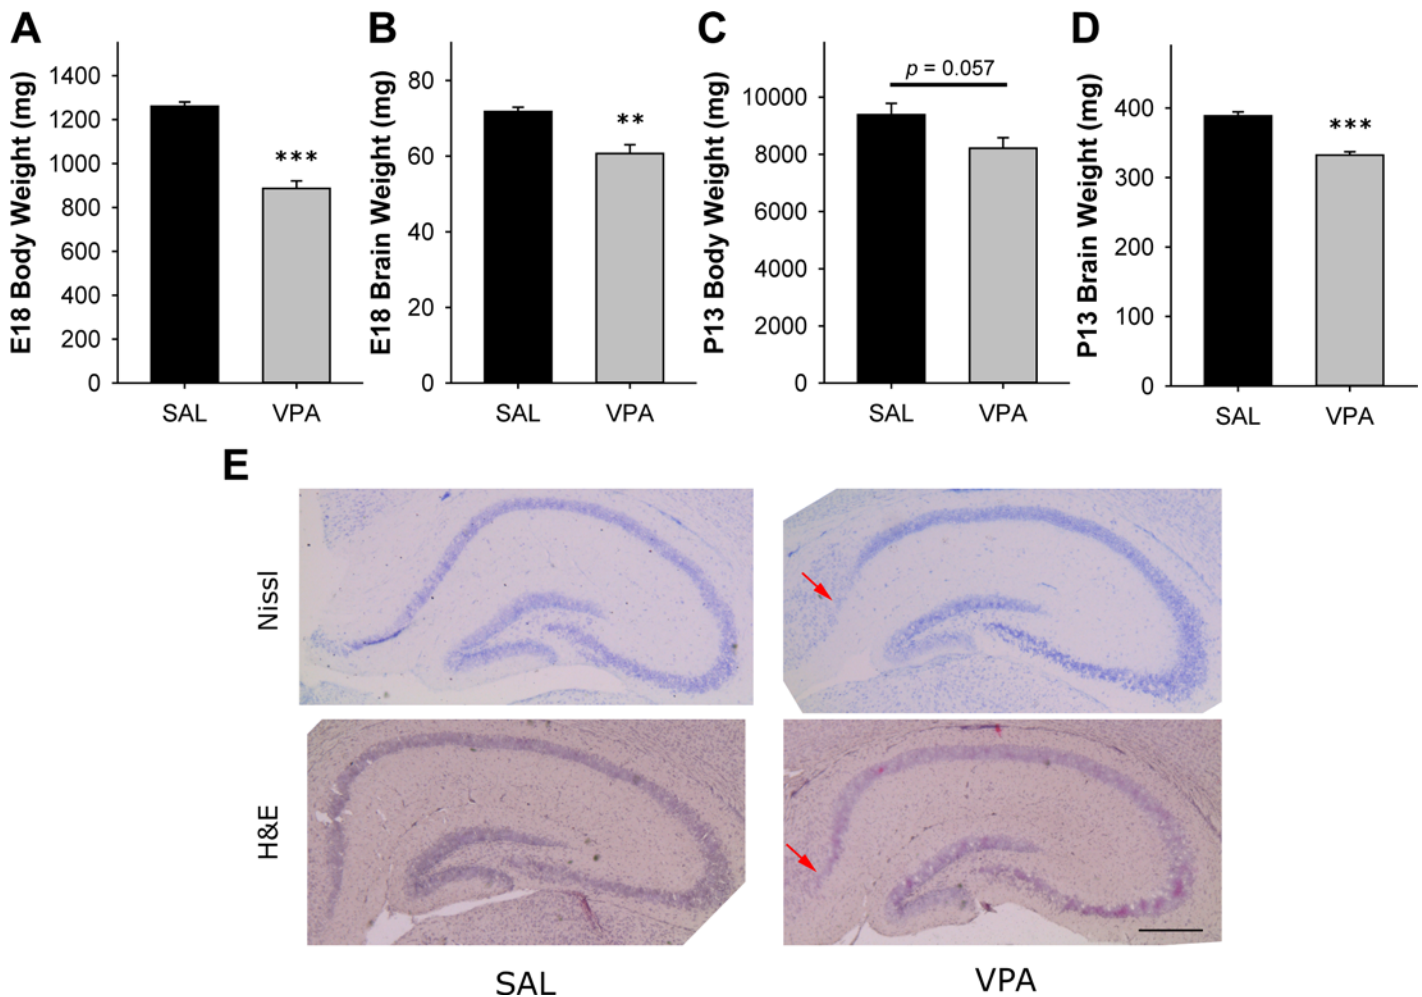 A
E18 Body Weight (mg)
1400
1200
1000
800
600
400
200
0
***
SAL
VPA
B
E18 Brain Weight (mg)
80
60
40
20
0
**
SAL
VPA
C
P13 Body Weight (mg)
10000
8000
6000
4000
2000
0
p = 0.057
SAL
VPA
D
P13 Brain Weight (mg)
400
300
200
100
0
***
SAL
VPA
E
Nissl
H&E
SAL
VPA